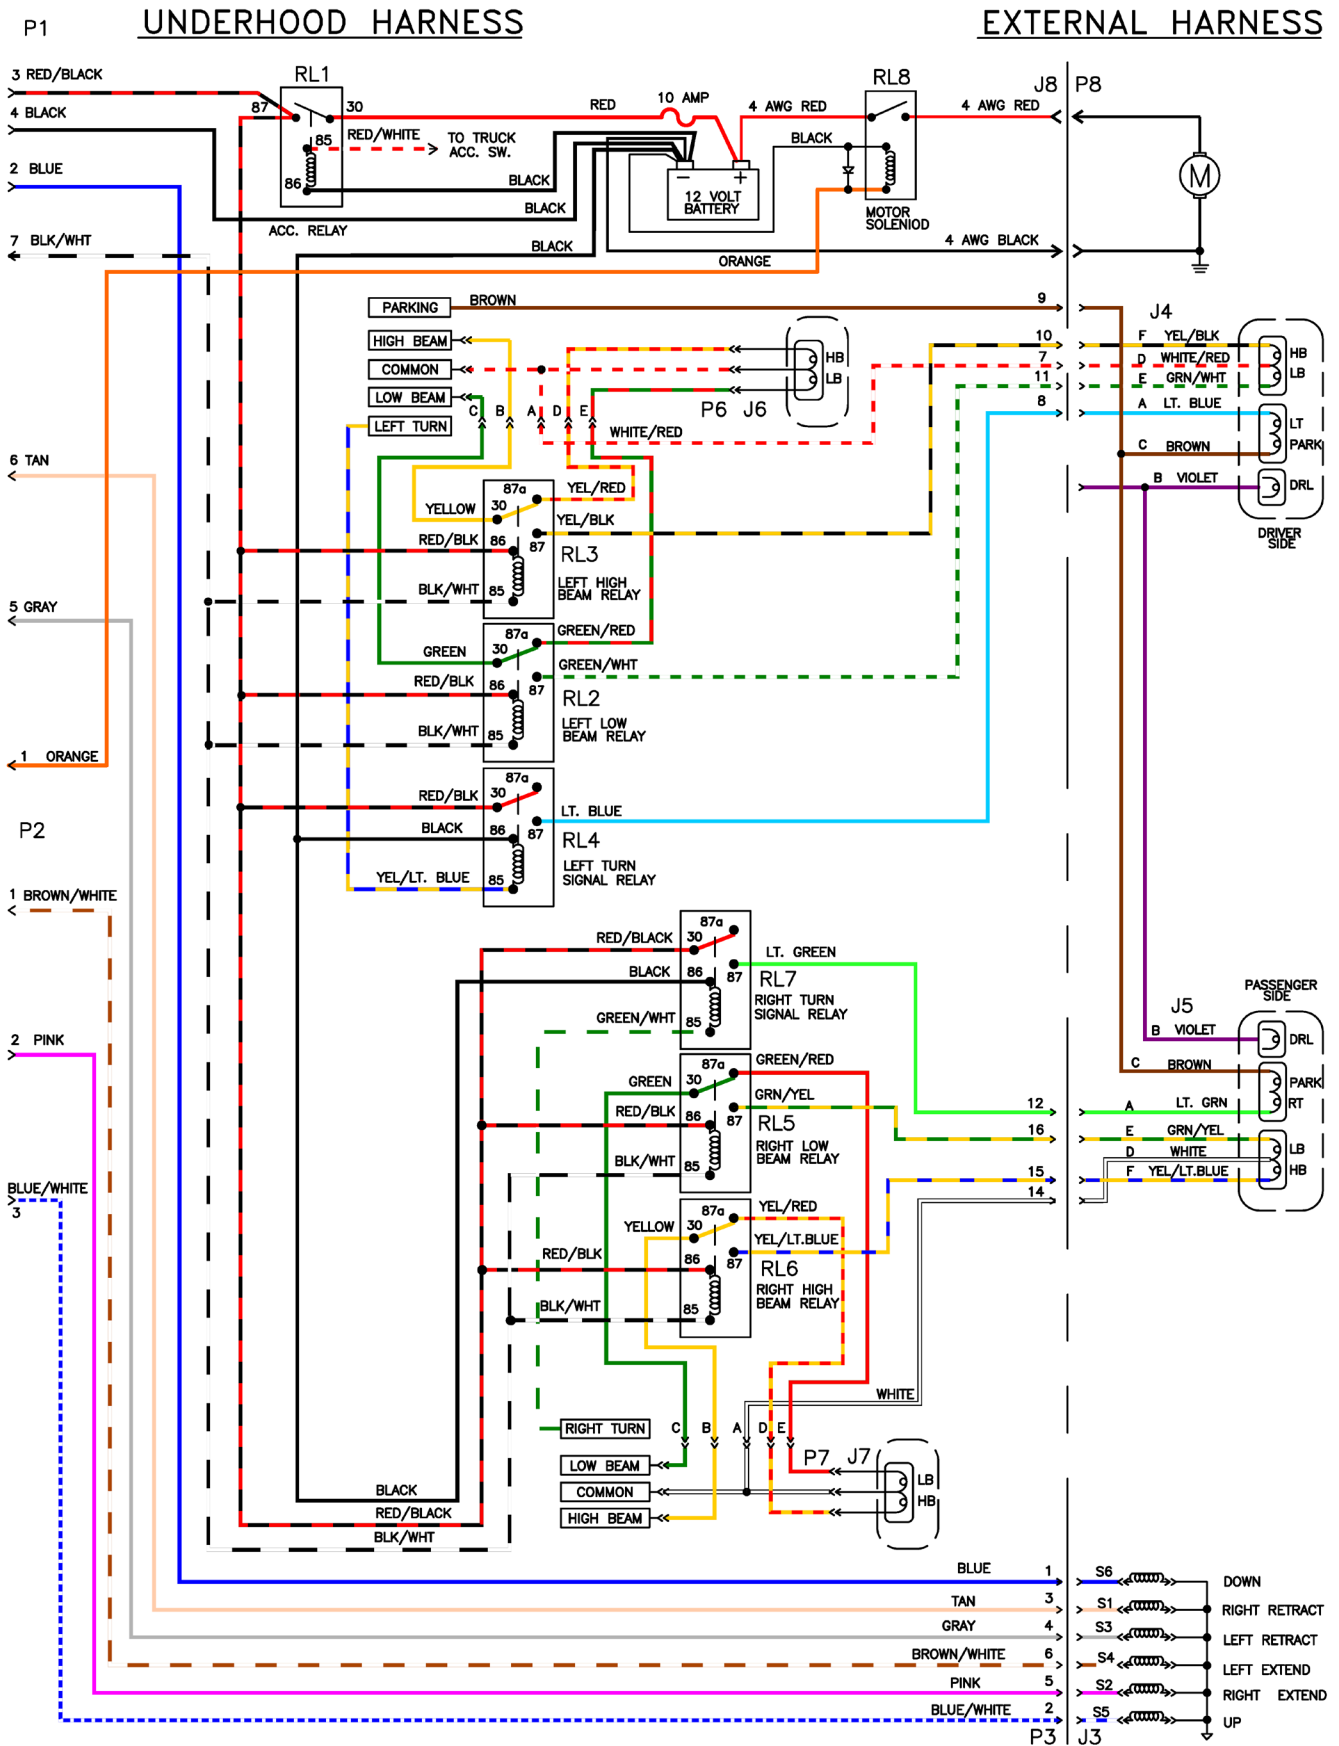 P1 UNDERHOOD HARNESS EXTERNAL HARNESS
3 RED/BLACK
RL1
87 30
RED
10 AMP
4 AWG RED
RL8
4 AWG RED
J8 P8
4 BLACK
85 RED/WHITE
TO TRUCK
ACC. SW.
BLACK
2 BLUE
86
BLACK
− +
12 VOLT
BATTERY
M
BLACK
ACC. RELAY
MOTOR
SOLENIOD
7 BLK/WHT
BLACK
4 AWG BLACK
ORANGE
PARKING BROWN 9
J4
HIGH BEAM
COMMON
LOW BEAM
LEFT TURN
C B A D E
HB
LB
P6 J6
WHITE/RED
10 F YEL/BLK HB
7 D WHITE/RED
11 E GRN/WHT LB
8 A LT. BLUE LT
C BROWN PARK
B VIOLET DRL
DRIVER
SIDE
6 TAN
87a YEL/RED
YELLOW 30
YEL/BLK
RED/BLK 86 87
RL3
BLK/WHT 85
LEFT HIGH
BEAM RELAY
5 GRAY
87a GREEN/RED
GREEN 30
GREEN/WHT
RED/BLK 86 87
RL2
BLK/WHT 85
LEFT LOW
BEAM RELAY
1 ORANGE
87a
RED/BLK 30
LT. BLUE
BLACK 86 87
RL4
YEL/LT. BLUE 85
LEFT TURN
SIGNAL RELAY
P2
1 BROWN/WHITE
87a
RED/BLACK 30
LT. GREEN
BLACK 86 87
RL7
GREEN/WHT 85
RIGHT TURN
SIGNAL RELAY
PASSENGER
SIDE
J5
2 PINK
B VIOLET DRL
87a GREEN/RED
GREEN 30
GRN/YEL
RED/BLK 86 87
RL5
BLK/WHT 85
RIGHT LOW
BEAM RELAY
C BROWN PARK
12 A LT. GRN RT
16 E GRN/YEL LB
D WHITE
15 F YEL/LT.BLUE HB
14
BLUE/WHITE
3
87a YEL/RED
YELLOW 30
YEL/LT.BLUE
RED/BLK 86 87
RL6
BLK/WHT 85
RIGHT HIGH
BEAM RELAY
WHITE
RIGHT TURN C B A D E
P7 J7
LOW BEAM LB
COMMON
HIGH BEAM HB
BLACK
RED/BLACK
BLK/WHT
BLUE 1 S6 DOWN
TAN 3 S1 RIGHT RETRACT
GRAY 4 S3 LEFT RETRACT
BROWN/WHITE 6 S4 LEFT EXTEND
PINK 5 S2 RIGHT EXTEND
BLUE/WHITE 2 S5 UP
P3 J3